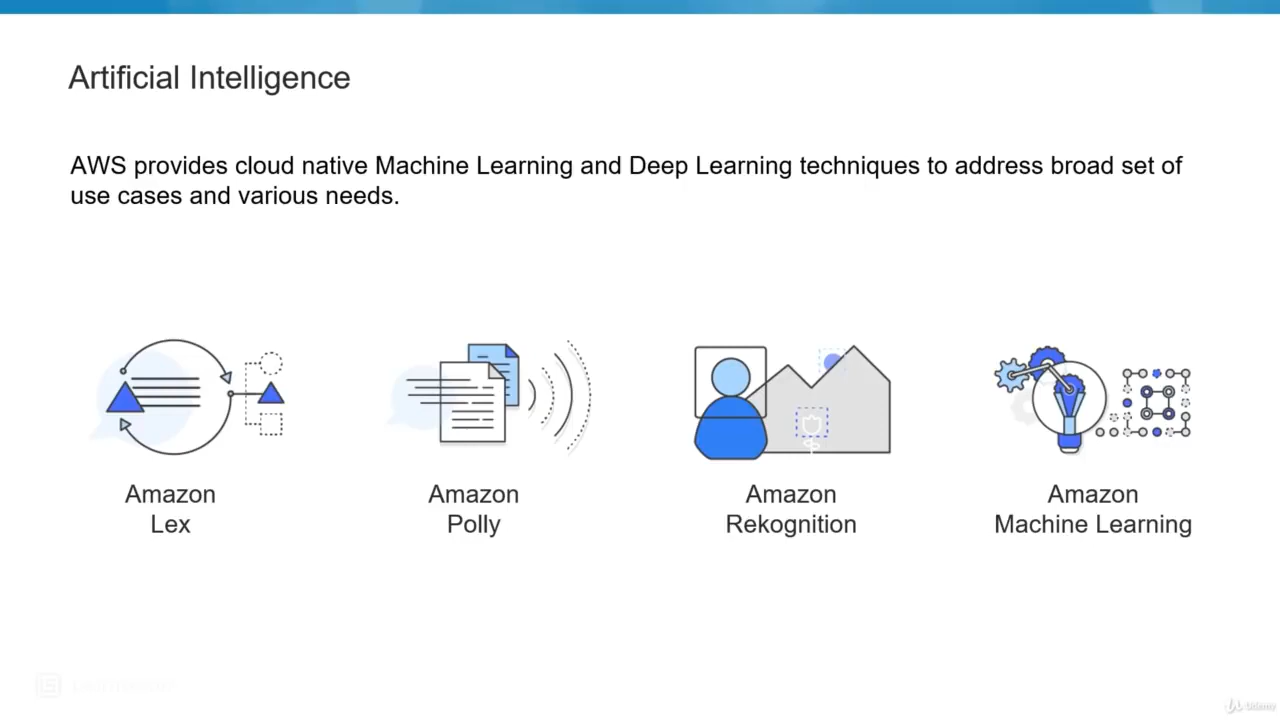 Artificial Intelligence
AWS provides cloud native Machine Learning and Deep Learning techniques to address broad set of
use cases and various needs.
Amazon
Lex
Amazon
Polly
Amazon
Rekognition
Amazon
Machine Learning
Udemy